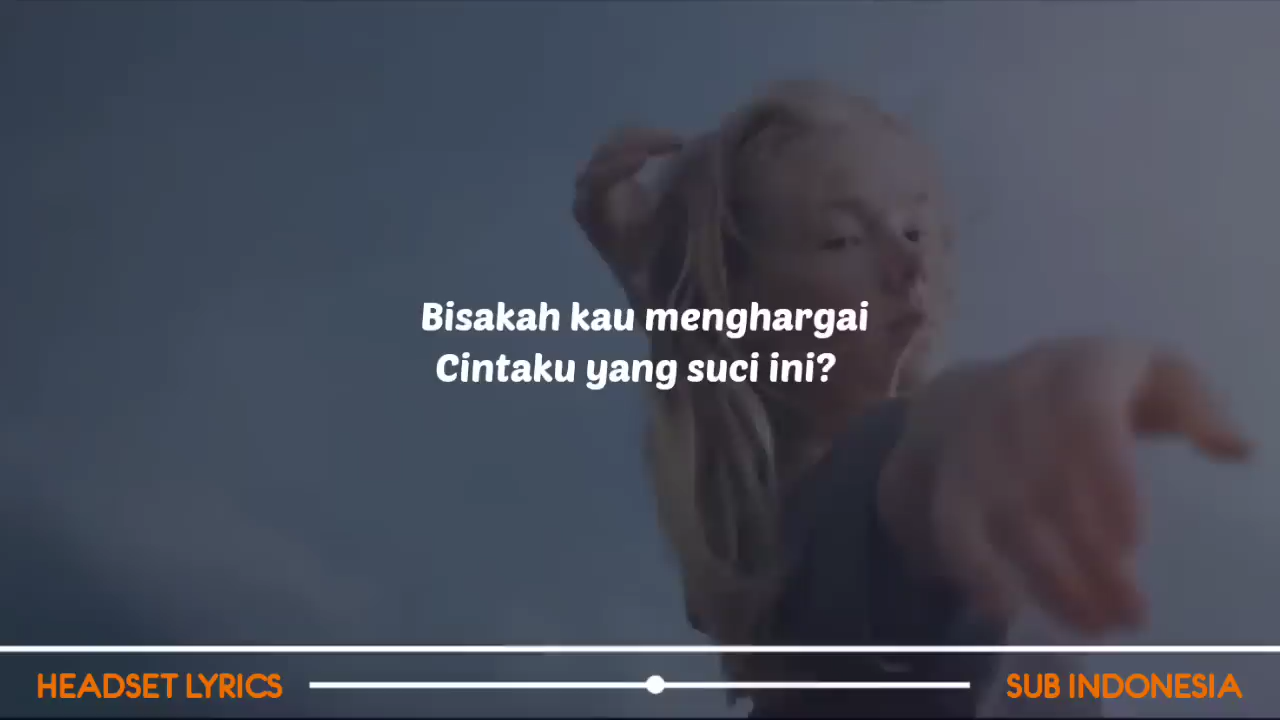 Bisakah kau menghargai
Cintaku yang suci ini?
HEADSET LYRICS
SUB INDONESIA